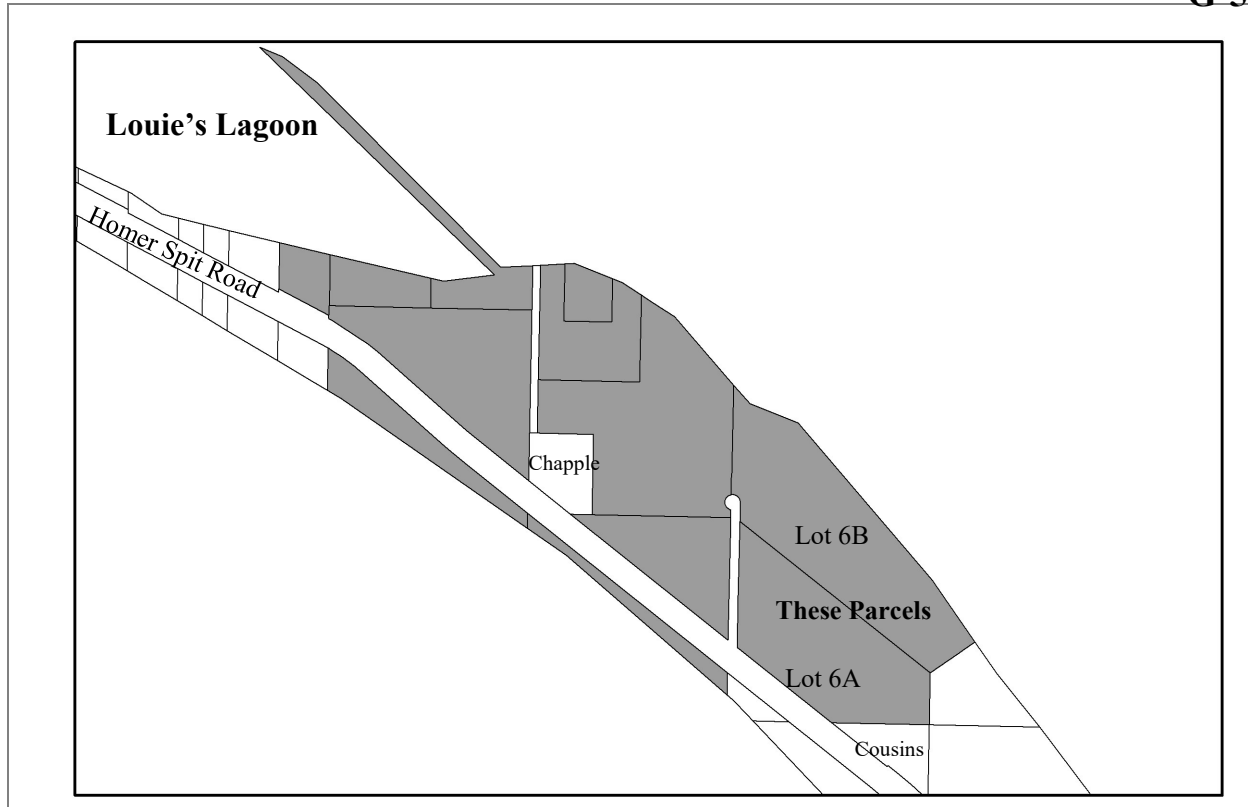 Louie's Lagoon
Homer Spit Road
Chapple
Lot 6B
These Parcels
Lot 6A
Cousins